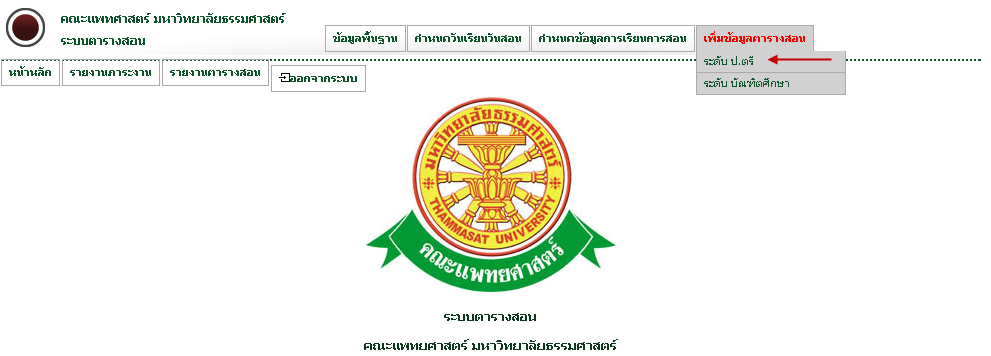 คณะแพทศาสตร์ มหาวิทยาลัยธรรมศาสตร์
ระบบตารางสอน
ข้อมูลพื้นฐาน กำหนดวันเรียนวันสอน กำหนดข้อมูลการเรียนการสอน เพิ่มข้อมูลตารางสอน
ระดับ ป.ตรี
ระดับ บัณฑิตศึกษา
หน้าหลัก รายงานภาระงาน รายงานตารางสอน ออกจากระบบ
มหาวิทยาลัยธรรมศาสตร์
THAMMASAT UNIVERSITY
คณะแพทยศาสตร์
ระบบตารางสอน
คณะแพทยศาสตร์ มหาวิทยาลัยธรรมศาสตร์